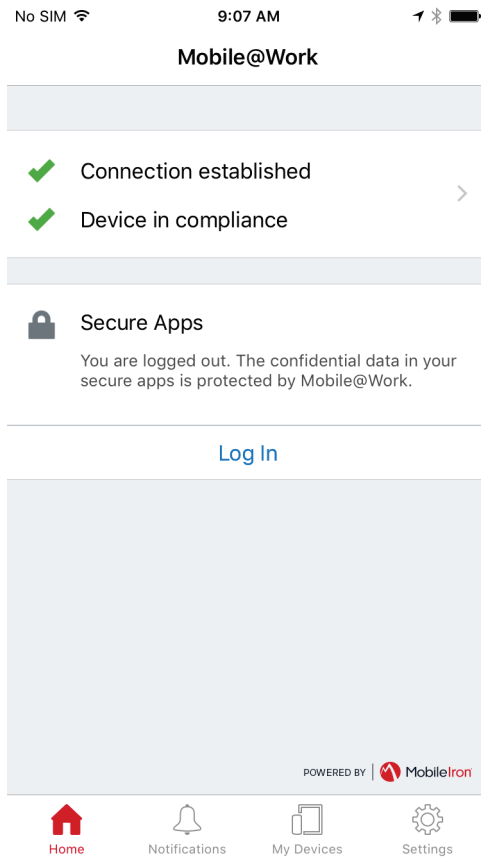 No SIM 9:07 AM
Mobile@Work
Connection established
Device in compliance
Secure Apps
You are logged out. The confidential data in your
secure apps is protected by Mobile@Work.
Log In
POWERED BY MobileIron
Home Notifications My Devices Settings